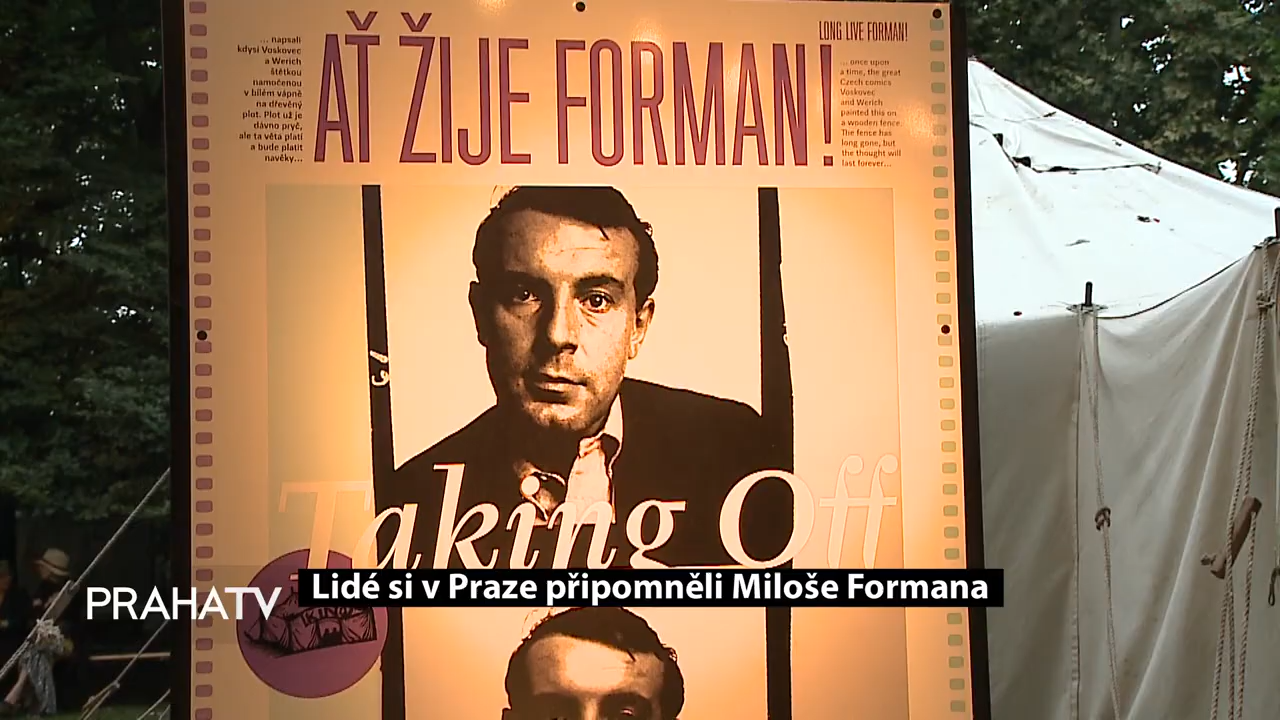 ... napsali
kdysi Voskovec
a Werich
štětkou
namočenou
v bílém vápně
na dřevěný
plot. Plot už je
dávno pryč,
ale ta věta platí
a bude platit
navěky...
AŤ ŽIJE FORMAN!
LONG LIVE FORMAN!
... once upon
a time, the great
Czech comics
Voskovec
and Werich
painted this on
a wooden fence.
The fence has
long gone, but
the thought will
last forever...
Taking Off
KINO
PRAHATV
Lidé si v Praze připomněli Miloše Formana